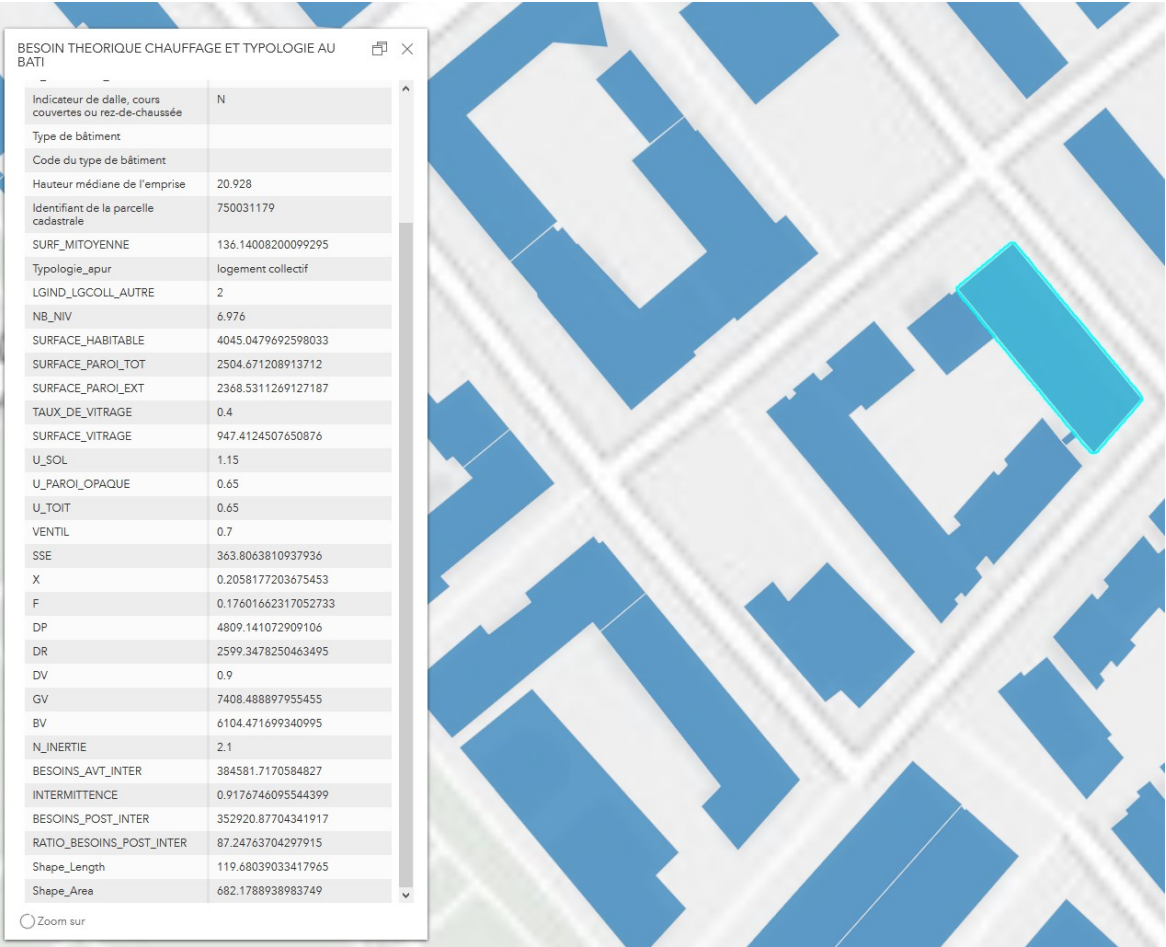 BESOIN THEORIQUE CHAUFFAGE ET TYPOLOGIE AU
BATI
Indicateur de dalle, cours N
couvertes ou rez-de-chaussée
Type de bâtiment
Code du type de bâtiment
Hauteur médiane de l'emprise 20.928
Identifiant de la parcelle 750031179
cadastrale
SURF_MITOYENNE 136.14008200099295
Typologie_apur logement collectif
LGIND_LGCOLL_AUTRE 2
NB_NIV 6.976
SURFACE_HABITABLE 4045.0479692598033
SURFACE_PAROI_TOT 2504.671208913712
SURFACE_PAROI_EXT 2368.5311269127187
TAUX_DE_VITRAGE 0.4
SURFACE_VITRAGE 947.4124507650876
U_SOL 1.15
U_PAROI_OPAQUE 0.65
U_TOIT 0.65
VENTIL 0.7
SSE 363.8063810937936
X 0.2058177203675453
F 0.17601662317052733
DP 4809.141072909106
DR 2599.3478250463495
DV 0.9
GV 7408.488897955455
BV 6104.471699340995
N_INERTIE 2.1
BESOINS_AVT_INTER 384581.7170584827
INTERMITTENCE 0.9176746095544399
BESOINS_POST_INTER 352920.87704341917
RATIO_BESOINS_POST_INTER 87.24763704297915
Shape_Length 119.68039033417965
Shape_Area 682.1788938983749
Zoom sur